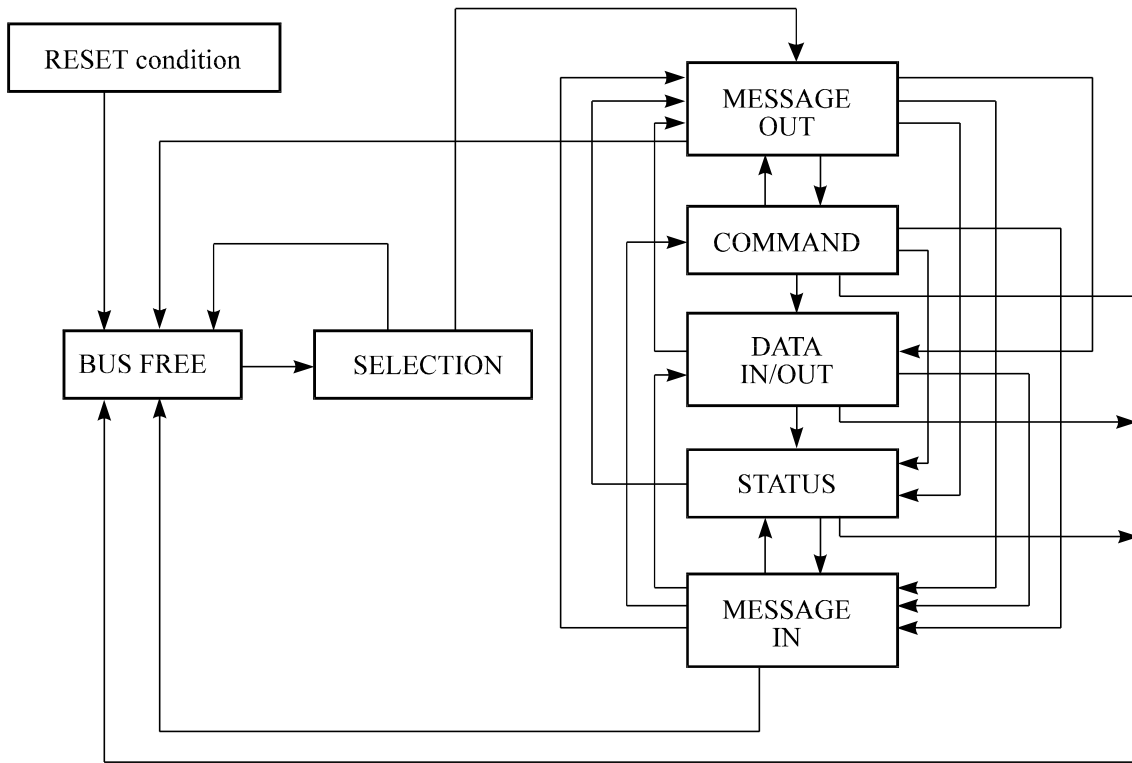 RESET condition
MESSAGE
OUT
COMMAND
BUS FREE
SELECTION
DATA
IN/OUT
STATUS
MESSAGE
IN